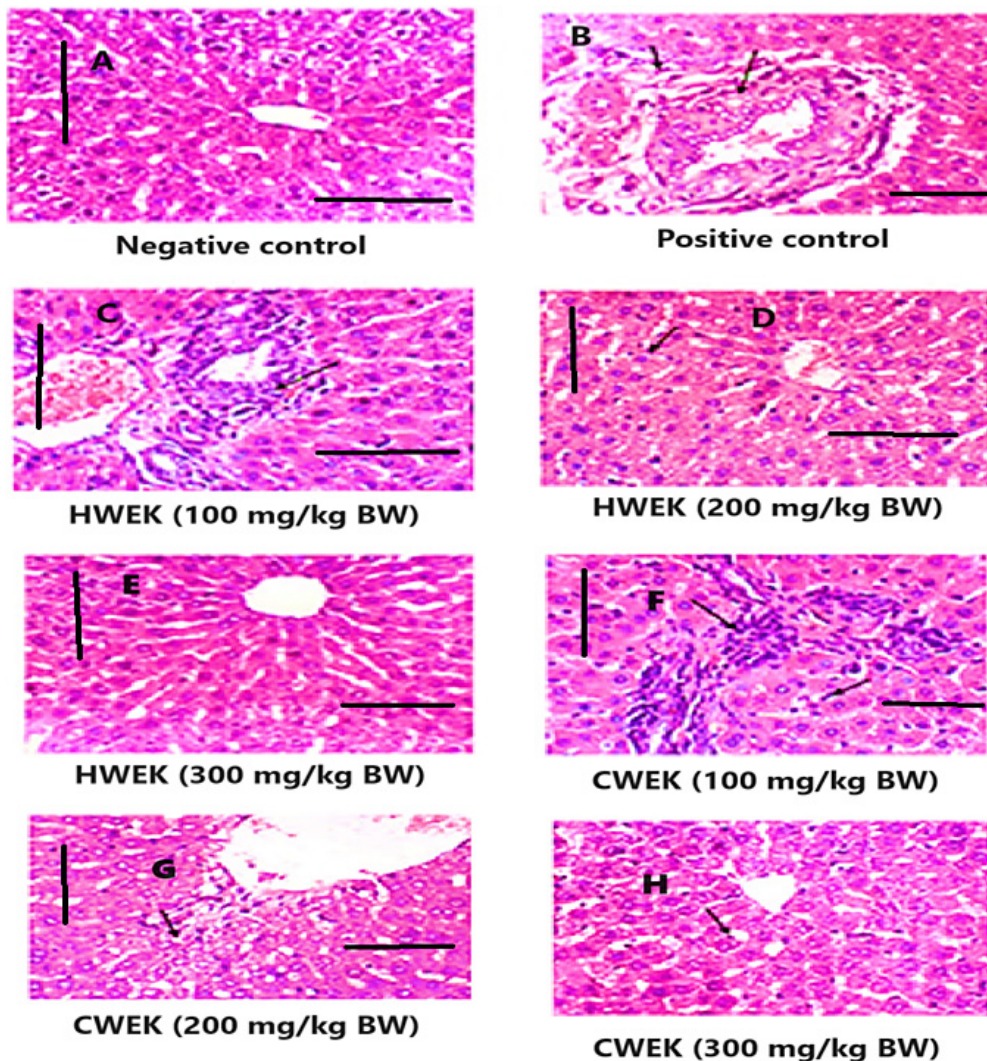 A
B
Negative control
Positive control
C
D
HWEK (100 mg/kg BW)
HWEK (200 mg/kg BW)
E
F
HWEK (300 mg/kg BW)
CWEK (100 mg/kg BW)
G
H
CWEK (200 mg/kg BW)
CWEK (300 mg/kg BW)